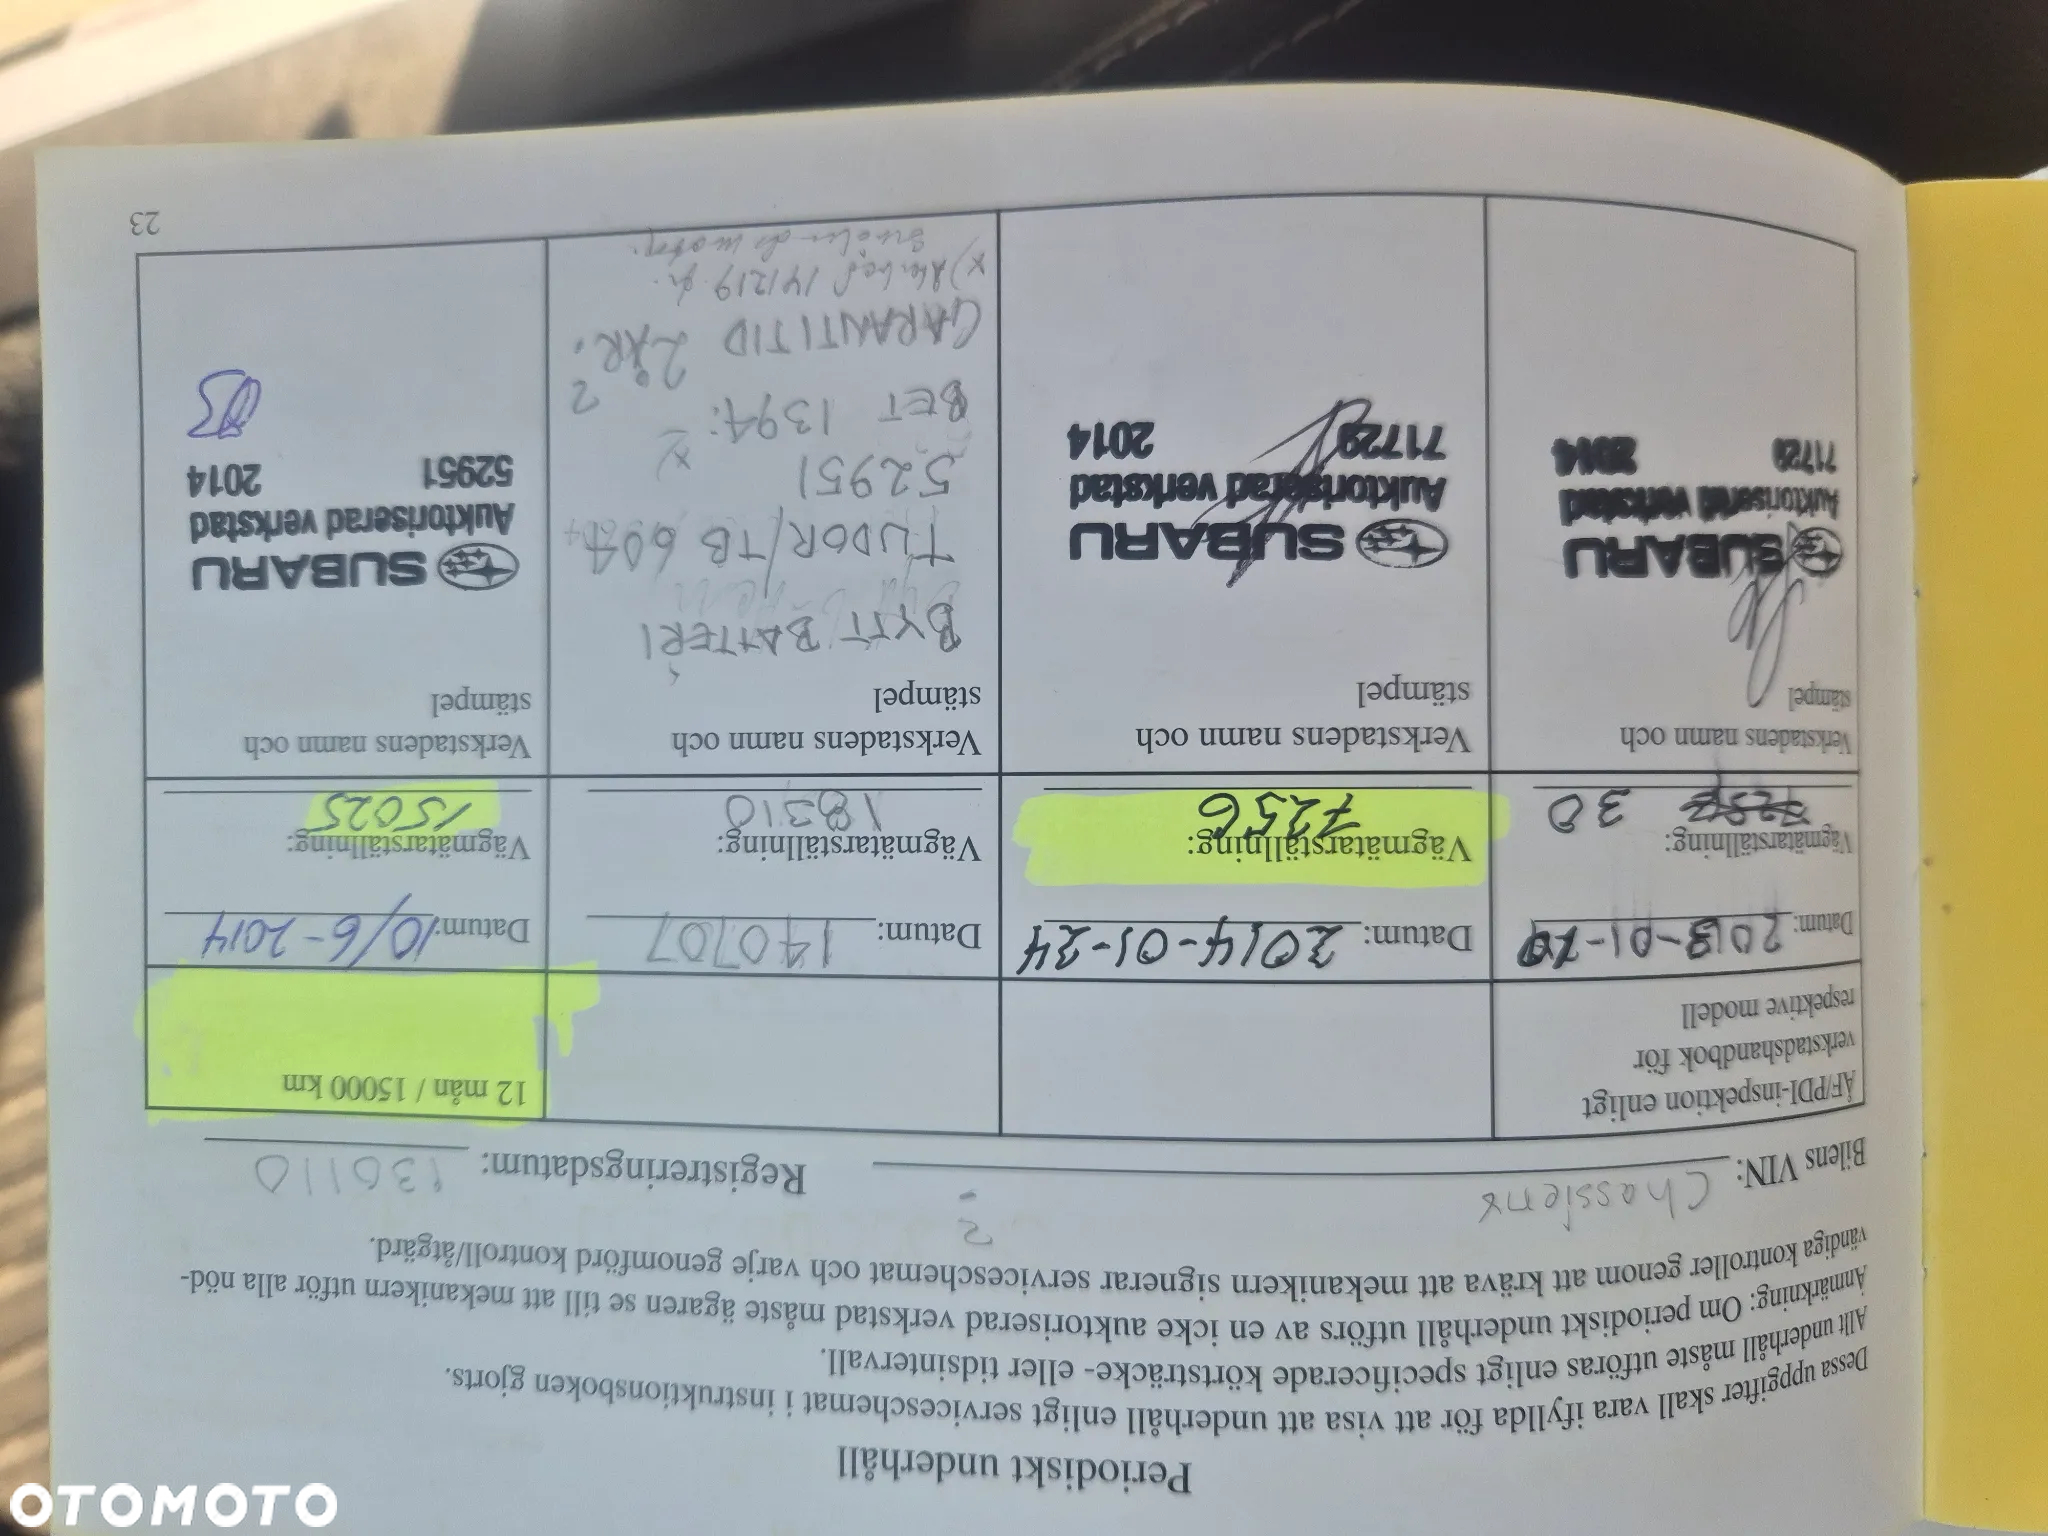 Periodiskt underhåll
Dessa uppgifter skall vara ifyllda för att visa att underhåll enligt serviceschemat i instruktionsboken gjorts.
Allt underhåll måste utföras enligt specificerade körtsträcke- eller tidsintervall.
Anmärkning: Om periodiskt underhåll utförs av en icke auktoriserad verkstad måste ägaren se till att mekanikern utför alla nöd-
vändiga kontroller genom att kräva att mekanikern signerar serviceschemat och varje genomförd kontroll/åtgärd.
Bilens VIN: Chassienr ? Registreringsdatum: 130110
ÅF/PDI-inspektion enligt
verkstadshandbok för
respektive modell
Datum: 2013-01-
Vägmätarställning:
30
Verkstadens namn och
stämpel
SUBARU
Auktoriserad verkstad
71729 2014
Datum: 2014-01-24
Vägmätarställning:
7256
Verkstadens namn och
stämpel
SUBARU
Auktoriserad verkstad
71729 2014
Datum: 140707
Vägmätarställning:
18310
Verkstadens namn och
stämpel
BYTT BATTERI
TUDOR/TB
52951 x)
BET 1394:
GARANTITID 2 ÅR.
12 mån / 15000 km
Datum: 10/6-2014
Vägmätarställning:
15025
Verkstadens namn och
stämpel
SUBARU
Auktoriserad verkstad
52951 2014
23
OTOMOTO